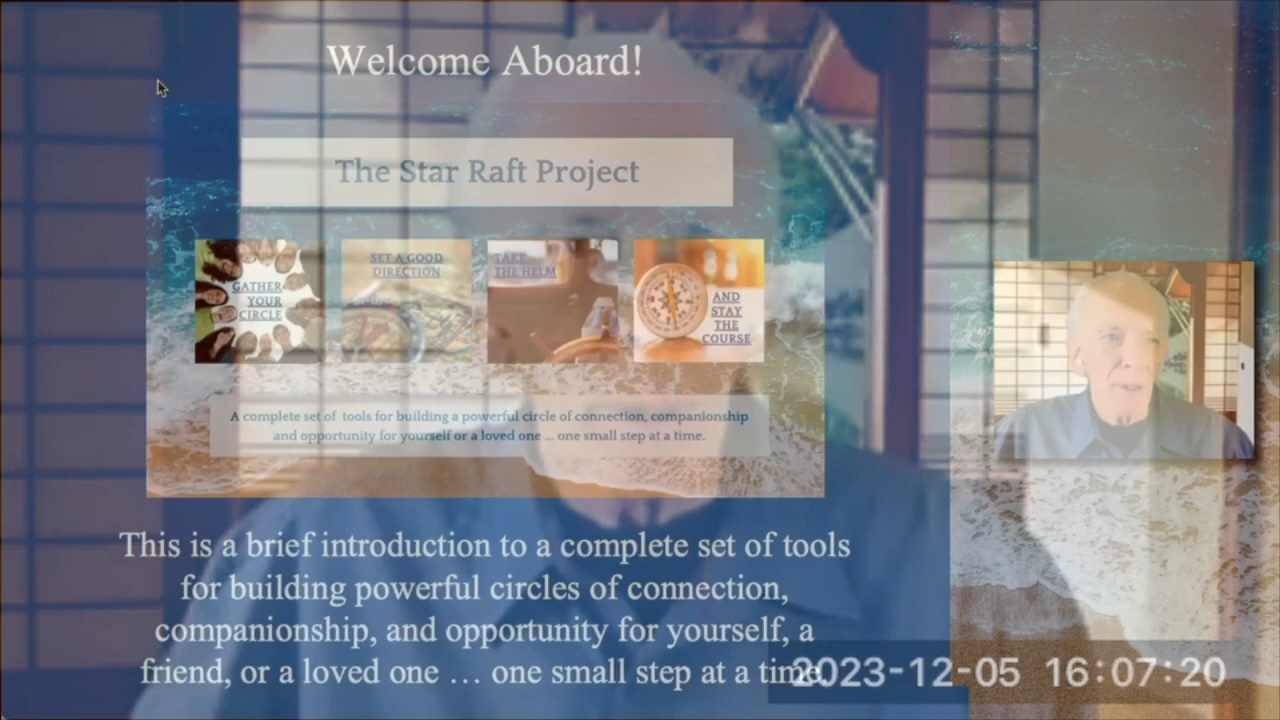 Welcome Aboard!
The Star Raft Project
GATHER
YOUR
CIRCLE
SET A GOOD
DIRECTION
TAKE
THE HELM
AND
STAY
THE
COURSE
A complete set of tools for building a powerful circle of connection, companionship
and opportunity for yourself or a loved one ... one small step at a time.
This is a brief introduction to a complete set of tools
for building powerful circles of connection,
companionship, and opportunity for yourself, a
friend, or a loved one … one small step at a time.
2023-12-05 16:07:20